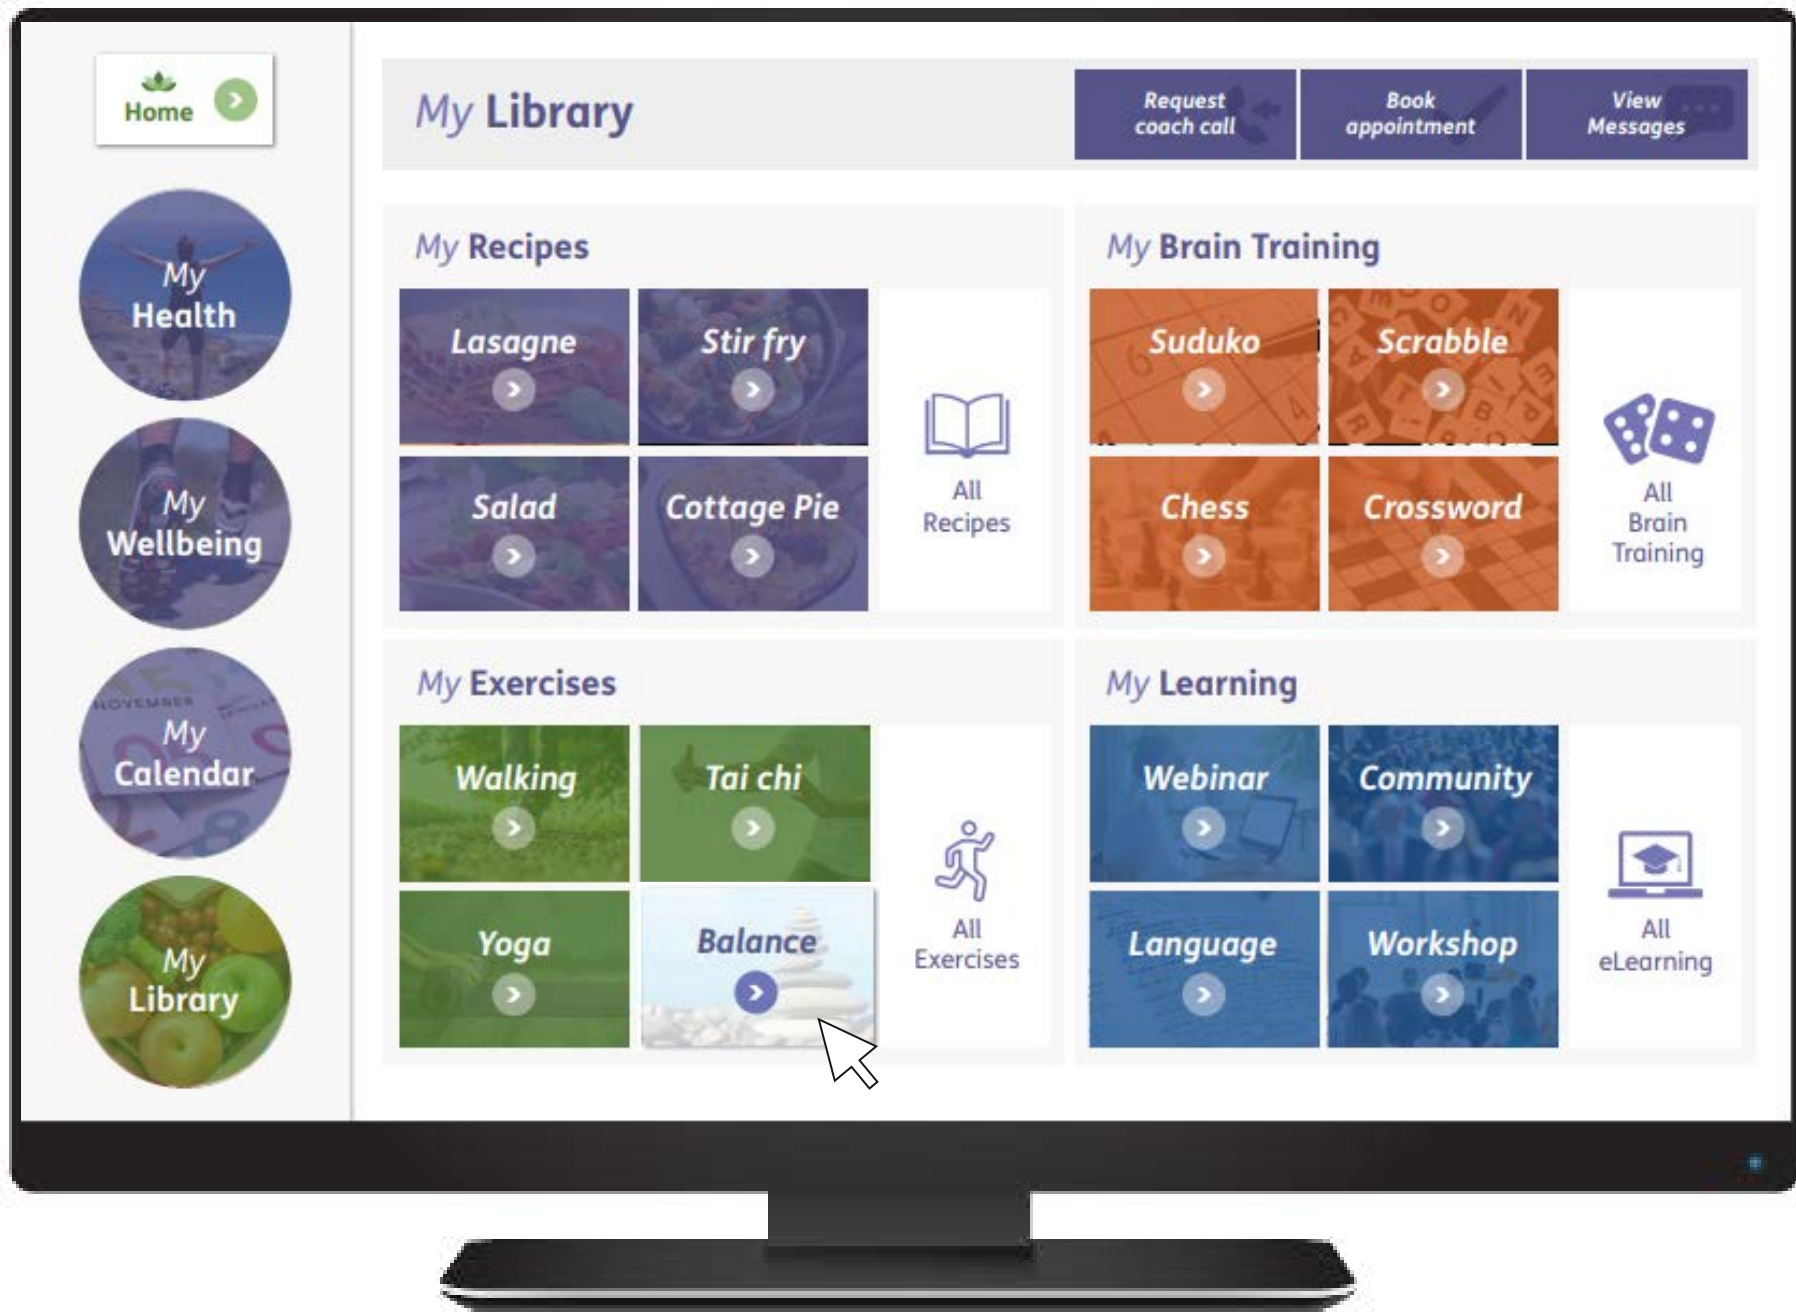 Home
My
Health
My
Wellbeing
NOVEMBER
My
Calendar
My
Library
My Library
Request
coach call
Book
appointment
View
Messages
My Recipes
Lasagne
Stir fry
Salad
Cottage Pie
All
Recipes
My Brain Training
Suduko
Scrabble
Chess
Crossword
All
Brain
Training
My Exercises
Walking
Tai chi
Yoga
Balance
All
Exercises
My Learning
Webinar
Community
Language
Workshop
All
eLearning